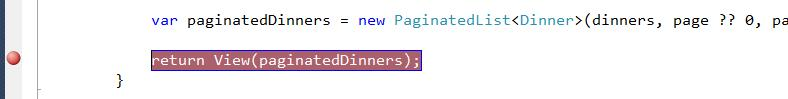 var paginatedDinners = new PaginatedList<Dinner>(dinners, page ?? 0, pa
return View(paginatedDinners);
}